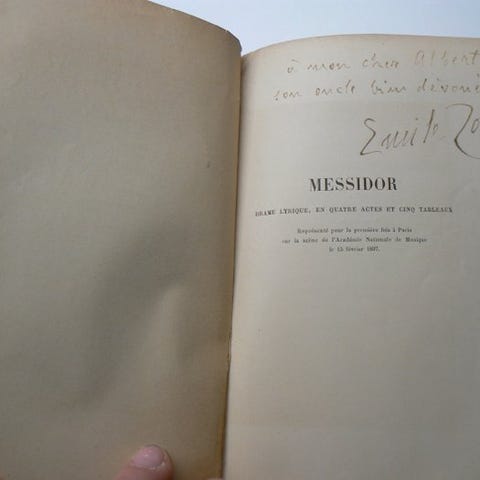 à mon cher Albert
son oncle bien dévoué
Emile Zo
MESSIDOR
DRAME LYRIQUE, EN QUATRE ACTES ET CINQ TABLEAUX
Représenté pour la première fois à Paris
sur la scène de l'Académie Nationale de Musique
le 15 février 1897.